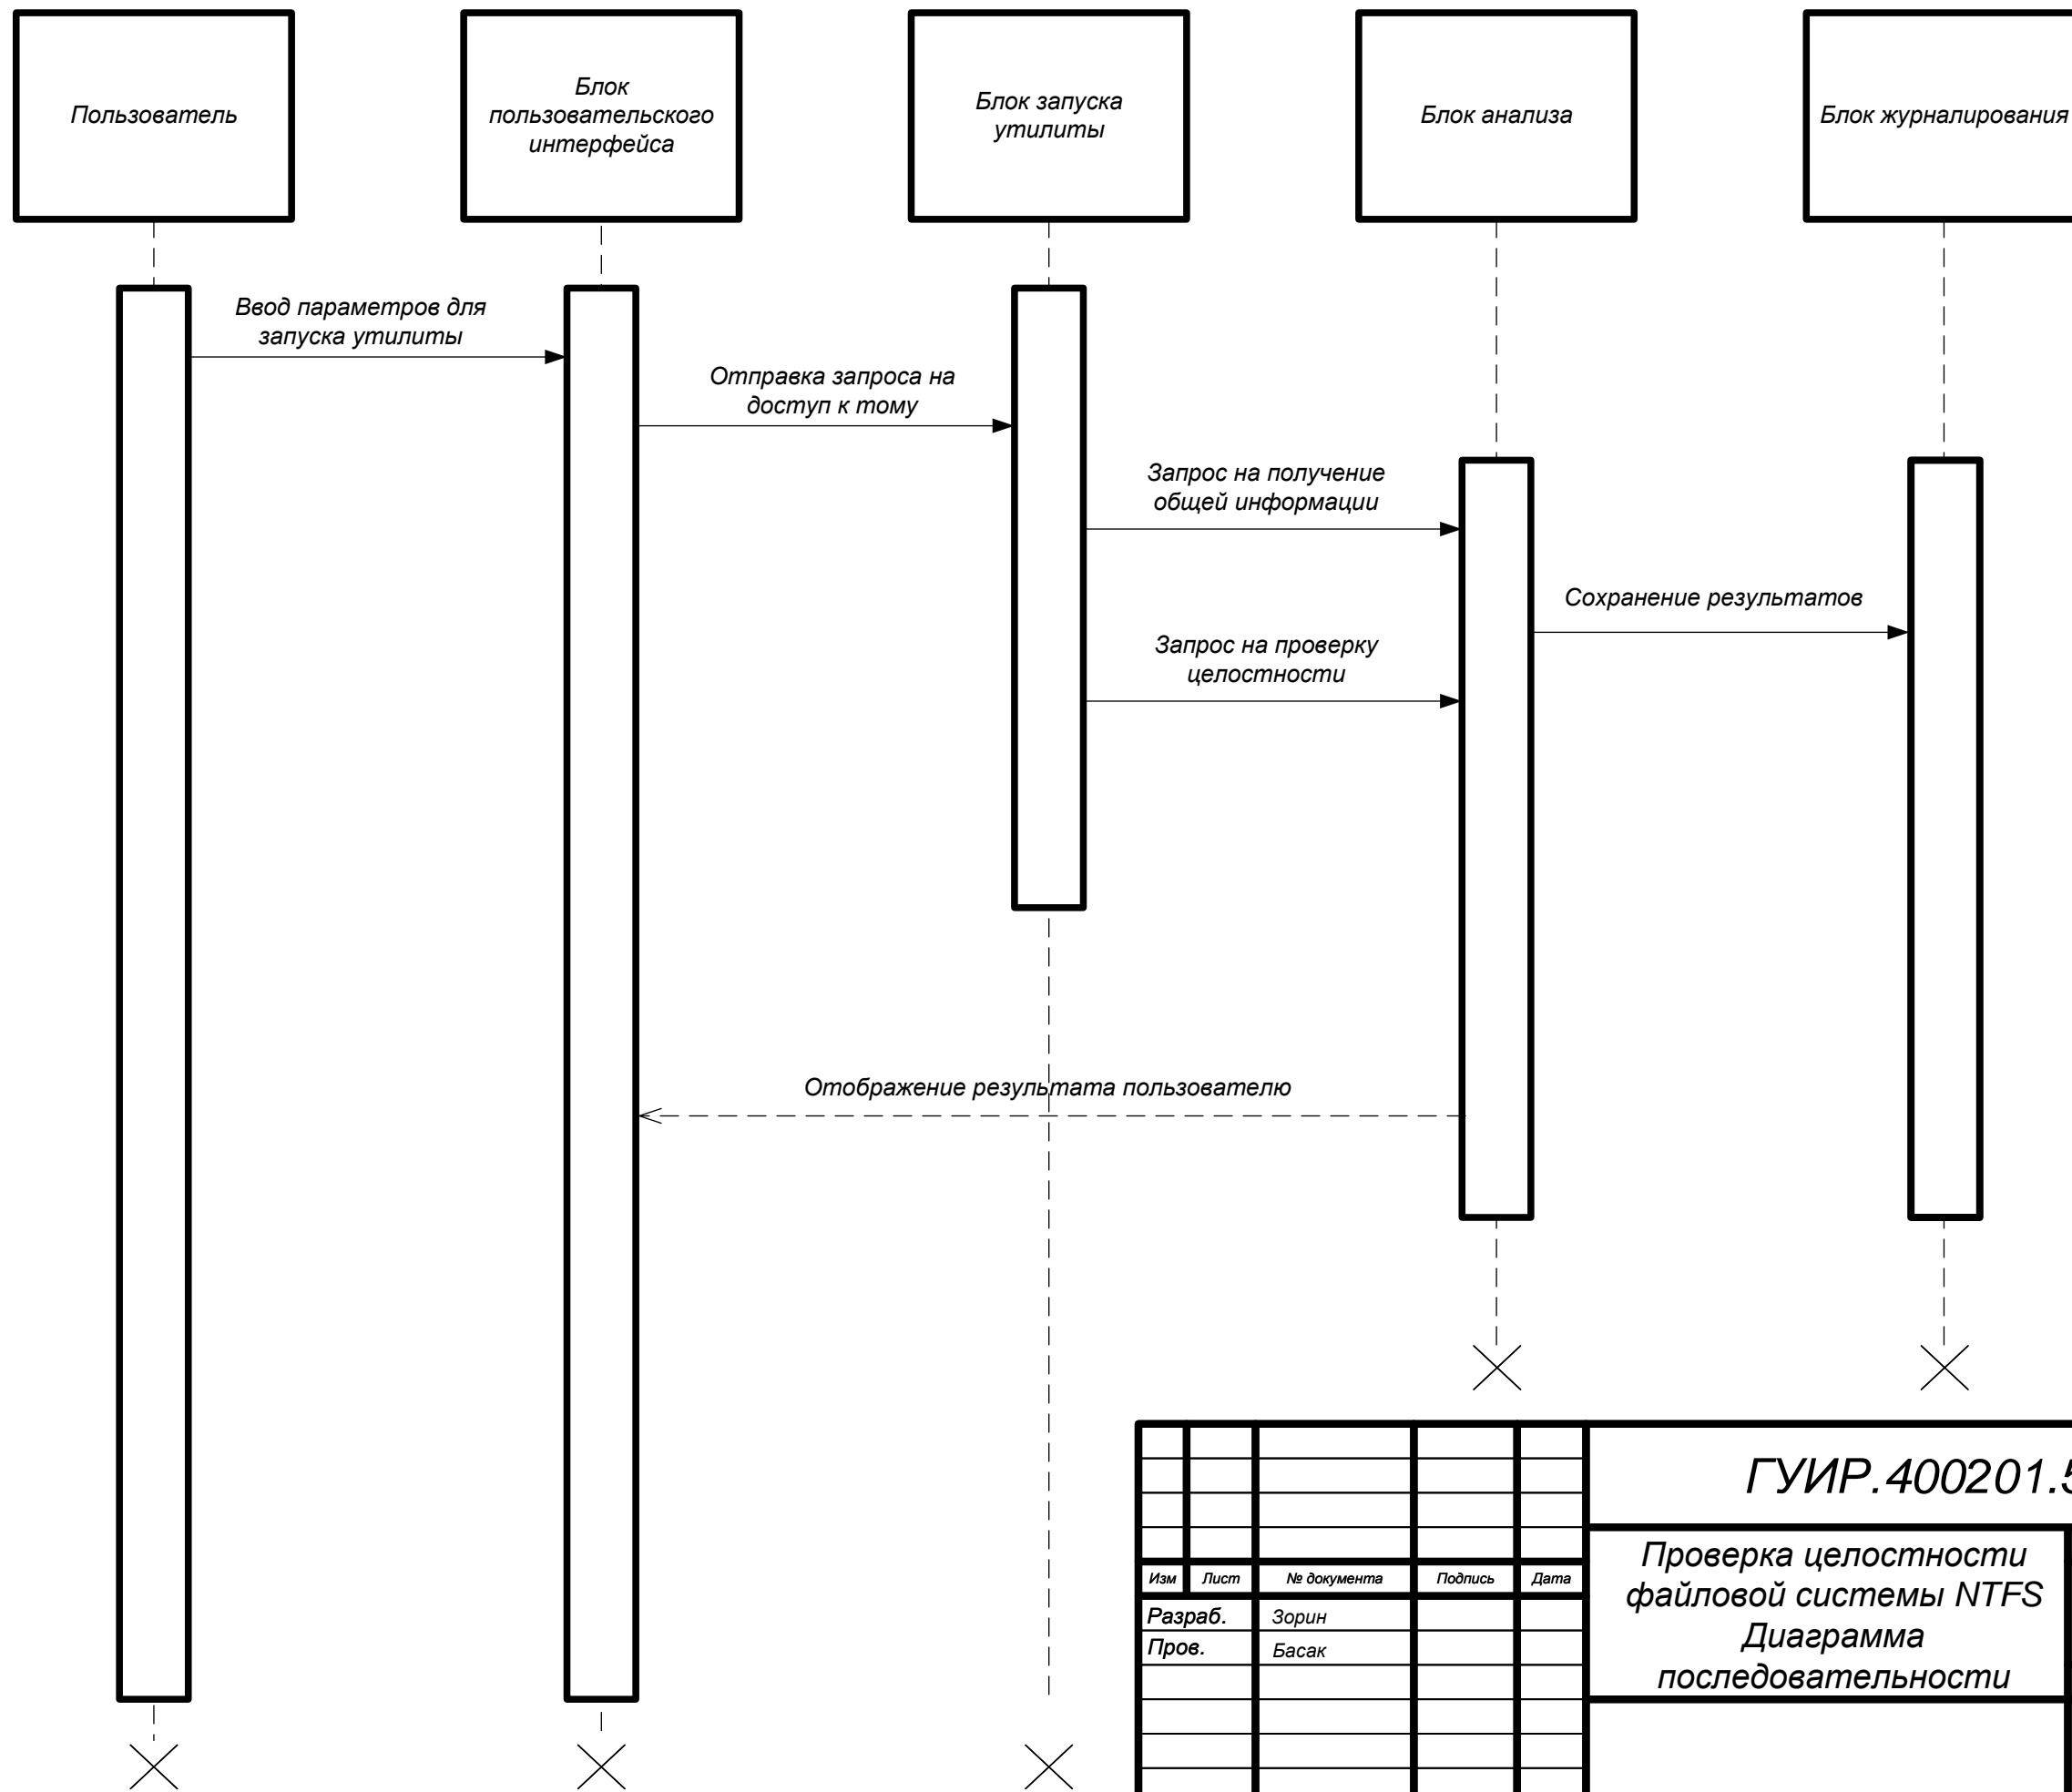 Пользователь
Блок
пользовательского
интерфейса
Блок запуска
утилиты
Блок анализа
Блок журналирования
Ввод параметров для
запуска утилиты
Отправка запроса на
доступ к тому
Запрос на получение
общей информации
Сохранение результатов
Запрос на проверку
целостности
Отображение результата пользователю
ГУИР.400201.5
Проверка целостности
файловой системы NTFS
Диаграмма
последовательности
Изм Лист № документа Подпись Дата
Разраб. Зорин
Пров. Басак